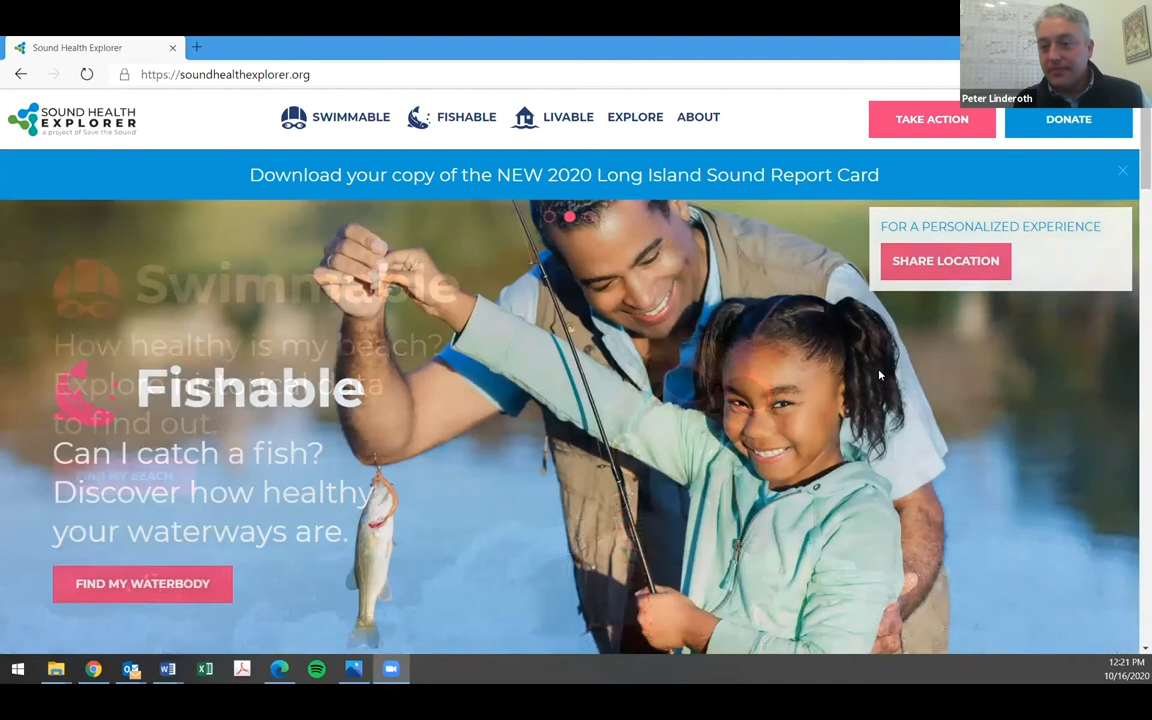 Sound Health Explorer
https://soundhealthexplorer.org
Peter Linderoth
SOUND HEALTH
EXPLORER
a project of Save the Sound
SWIMMABLE
FISHABLE
LIVABLE
EXPLORE
ABOUT
TAKE ACTION
DONATE
Download your copy of the NEW 2020 Long Island Sound Report Card
FOR A PERSONALIZED EXPERIENCE
SHARE LOCATION
Swimmable
How healthy is my beach?
Explore historical data
to find out.
Fishable
Can I catch a fish?
Discover how healthy
your waterways are.
FIND MY WATERBODY
12:21 PM
10/16/2020